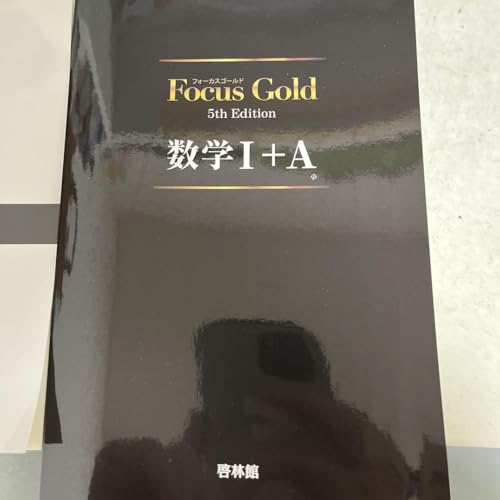 フォーカスゴールド
Focus Gold
5th Edition
数学I+A
啓林館